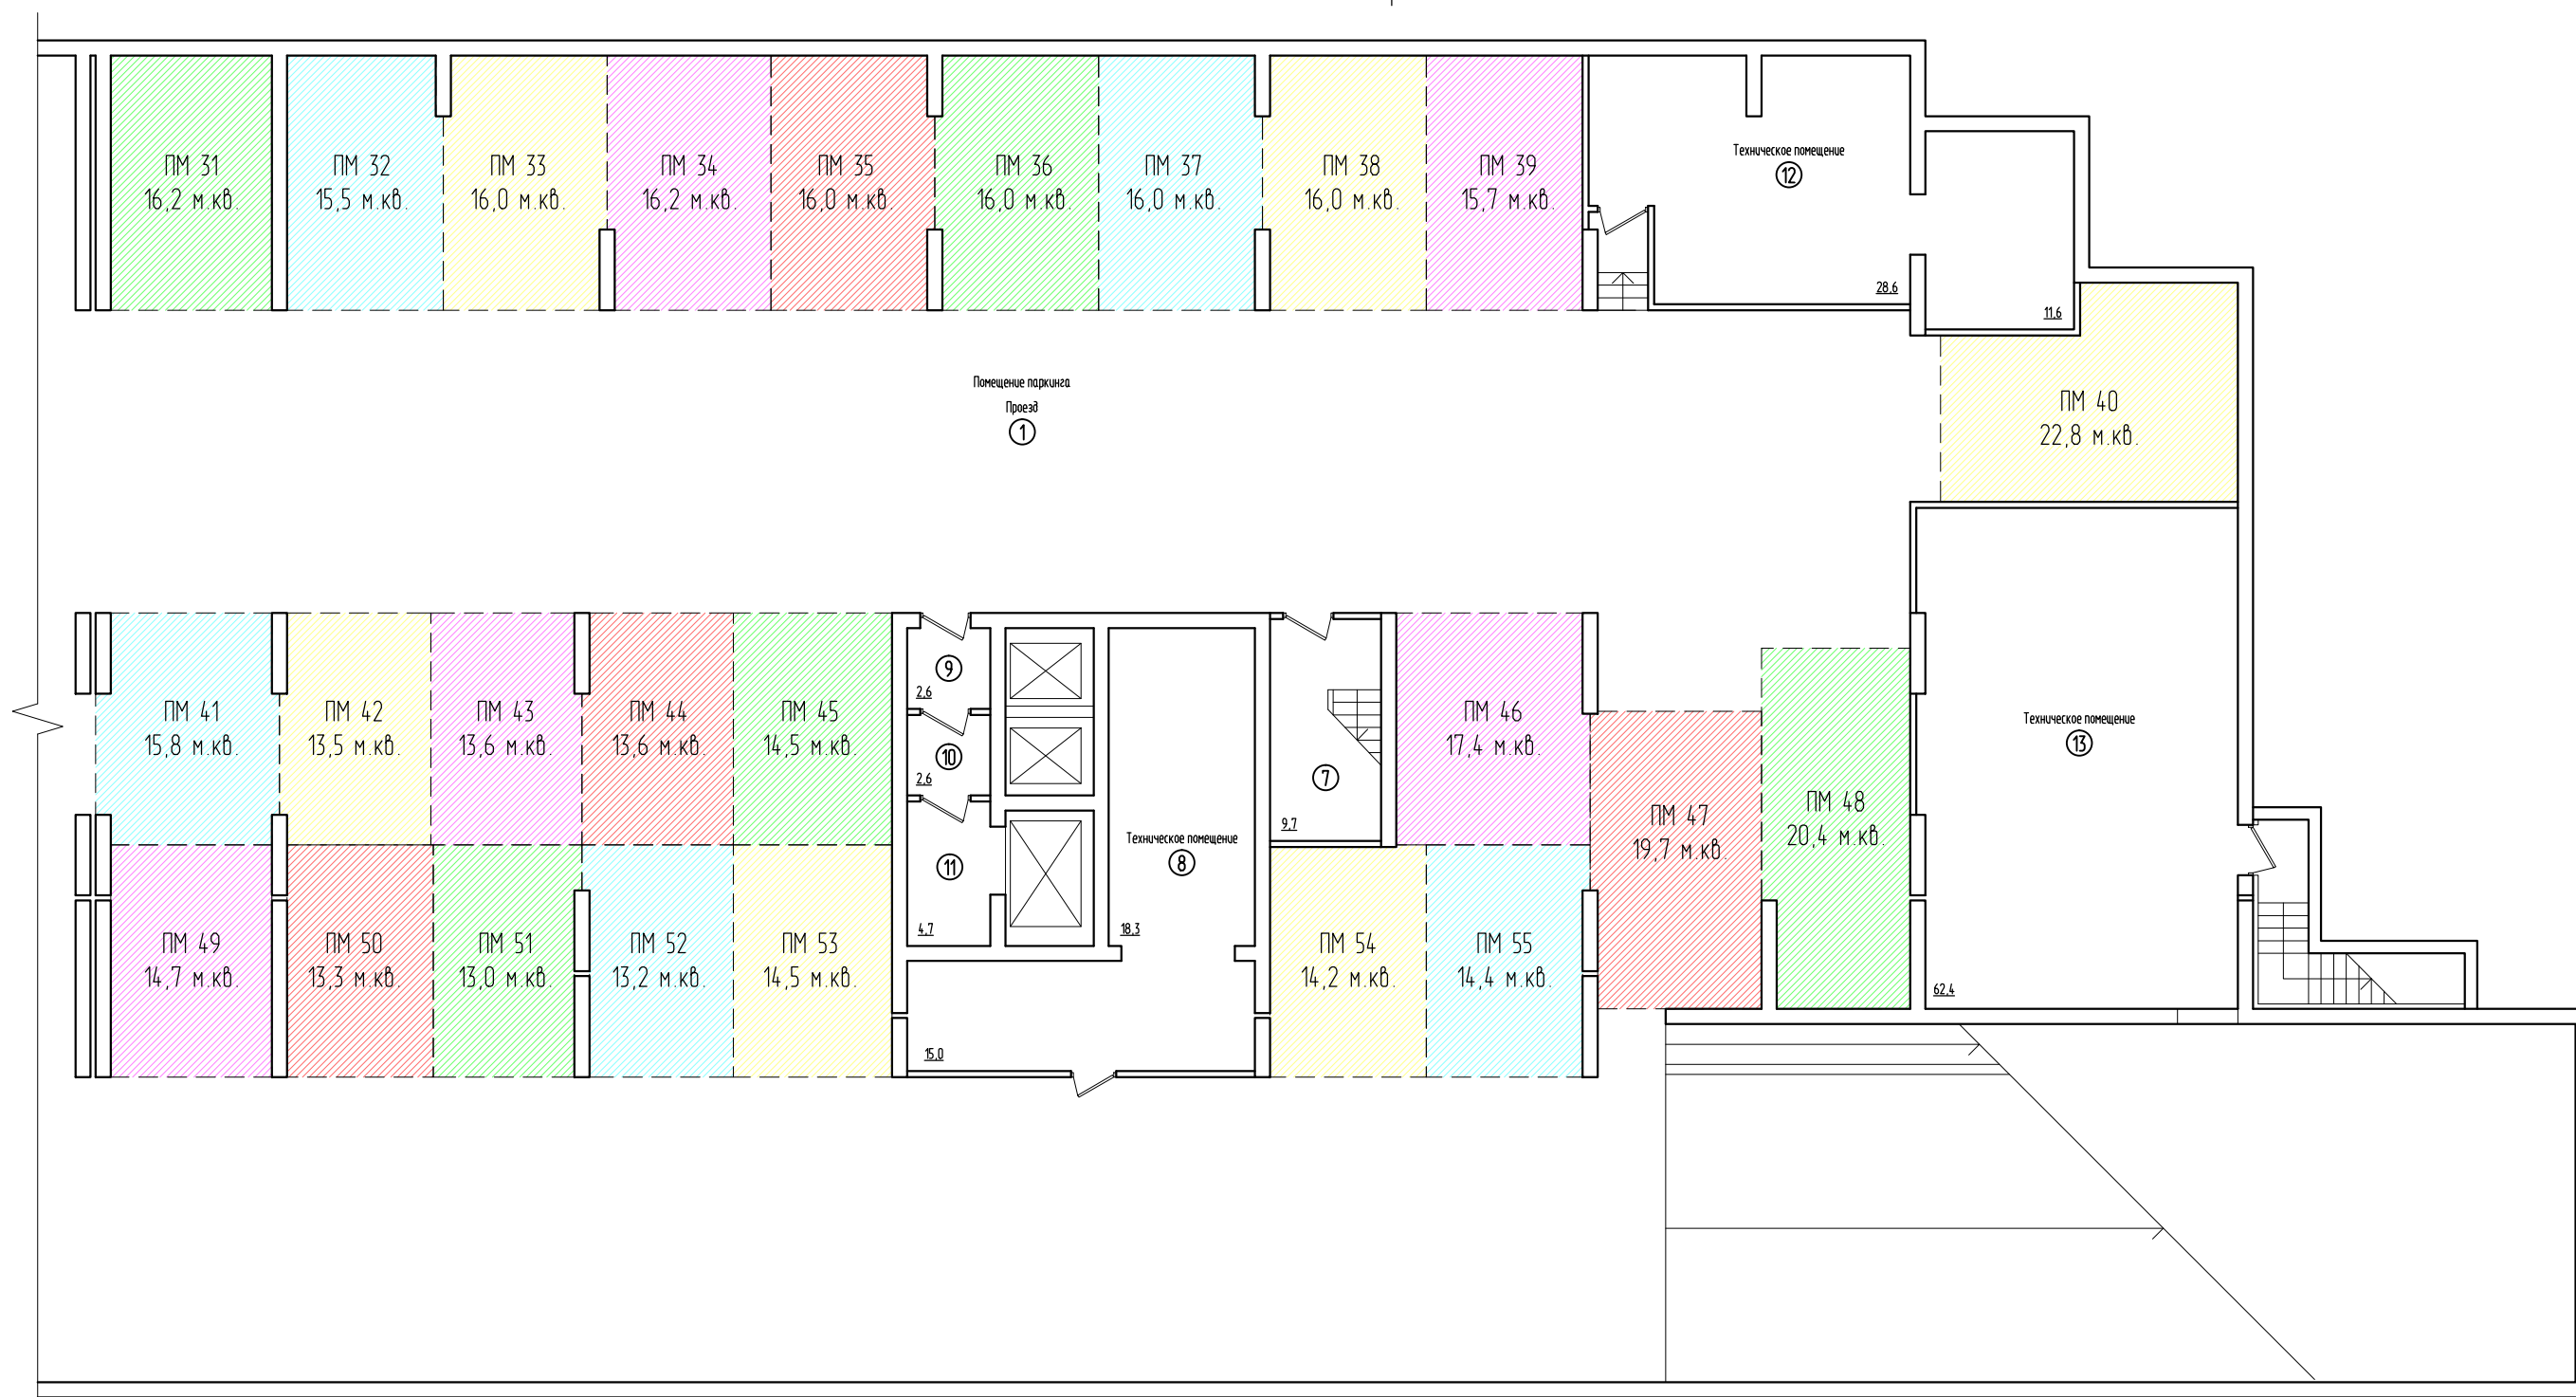 ПМ 31
16,2 м.кв.
ПМ 32
15,5 м.кв.
ПМ 33
16,0 м.кв.
ПМ 34
16,2 м.кв.
ПМ 35
16,0 м.кв.
ПМ 36
16,0 м.кв.
ПМ 37
16,0 м.кв.
ПМ 38
16,0 м.кв.
ПМ 39
15,7 м.кв.
Техническое помещение
12
28,6
11,6
Помещение паркинга
Проезд
1
ПМ 40
22,8 м.кв.
ПМ 41
15,8 м.кв.
ПМ 42
13,5 м.кв.
ПМ 43
13,6 м.кв.
ПМ 44
13,6 м.кв.
ПМ 45
14,5 м.кв.
9
2,6
10
2,6
11
4,7
Техническое помещение
8
18,3
15,0
7
9,7
ПМ 46
17,4 м.кв.
ПМ 47
19,7 м.кв.
ПМ 48
20,4 м.кв.
Техническое помещение
13
62,4
ПМ 49
14,7 м.кв.
ПМ 50
13,3 м.кв.
ПМ 51
13,0 м.кв.
ПМ 52
13,2 м.кв.
ПМ 53
14,5 м.кв.
ПМ 54
14,2 м.кв.
ПМ 55
14,4 м.кв.